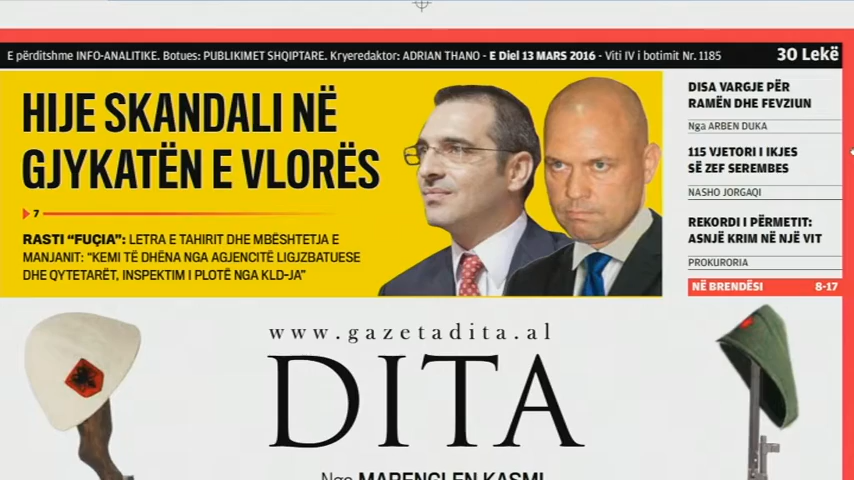 E përditshme INFO-ANALITIKE. Botues: PUBLIKIMET SHQIPTARE. Kryeredaktor: ADRIAN THANO - E Diel 13 MARS 2016 - Viti IV i botimit Nr. 1185
30 Lekë
HIJE SKANDALI NË
GJYKATËN E VLORËS
7
RASTI “FUÇIA”: LETRA E TAHIRIT DHE MBËSHTETJA E
MANJANIT: “KEMI TË DHËNA NGA AGJENCITË LIGJZBATUESE
DHE QYTETARËT, INSPEKTIM I PLOTË NGA KLD-JA”
DISA VARGJE PËR
RAMËN DHE FEVZIUN
Nga ARBEN DUKA
115 VJETORI I IKJES
SË ZEF SEREMBES
NASHO JORGAQI
REKORDI I PËRMETIT:
ASNJË KRIM NË NJË VIT
PROKURORIA
NË BRENDËSI 8-17
www.gazetadita.al
DITA
Nga MARENGLEN KASMI